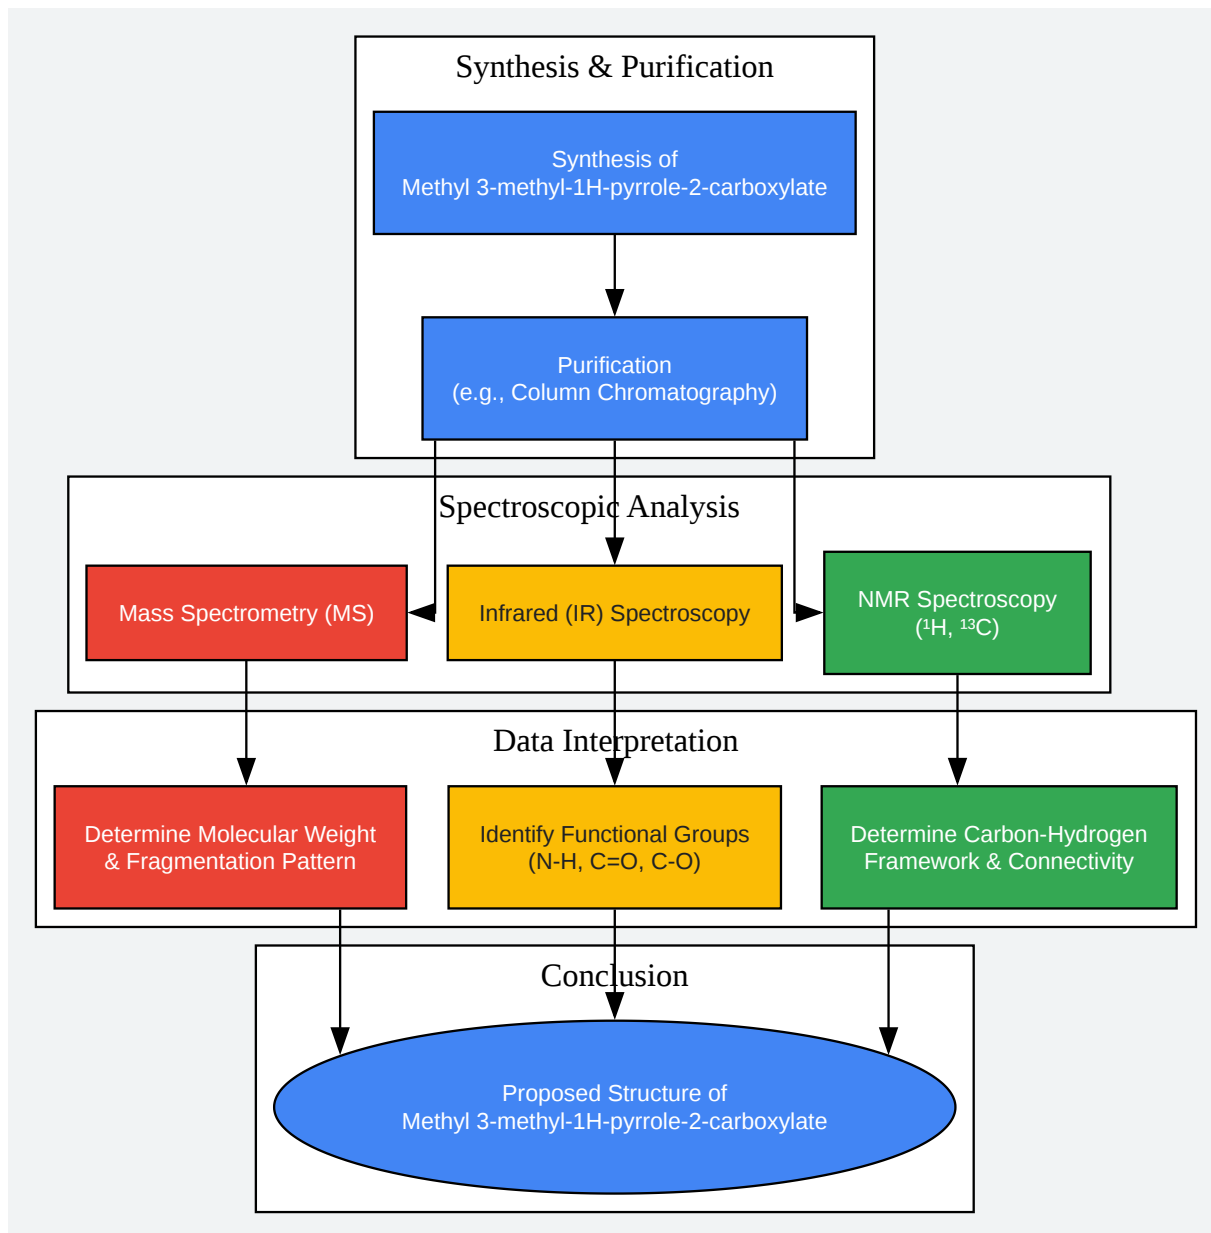 Synthesis & Purification
Synthesis of
Methyl 3-methyl-1H-pyrrole-2-carboxylate
Purification
(e.g., Column Chromatography)
Spectroscopic Analysis
Mass Spectrometry (MS)
Infrared (IR) Spectroscopy
NMR Spectroscopy
(¹H, ¹³C)
Data Interpretation
Determine Molecular Weight
& Fragmentation Pattern
Identify Functional Groups
(N-H, C=O, C-O)
Determine Carbon-Hydrogen
Framework & Connectivity
Conclusion
Proposed Structure of
Methyl 3-methyl-1H-pyrrole-2-carboxylate